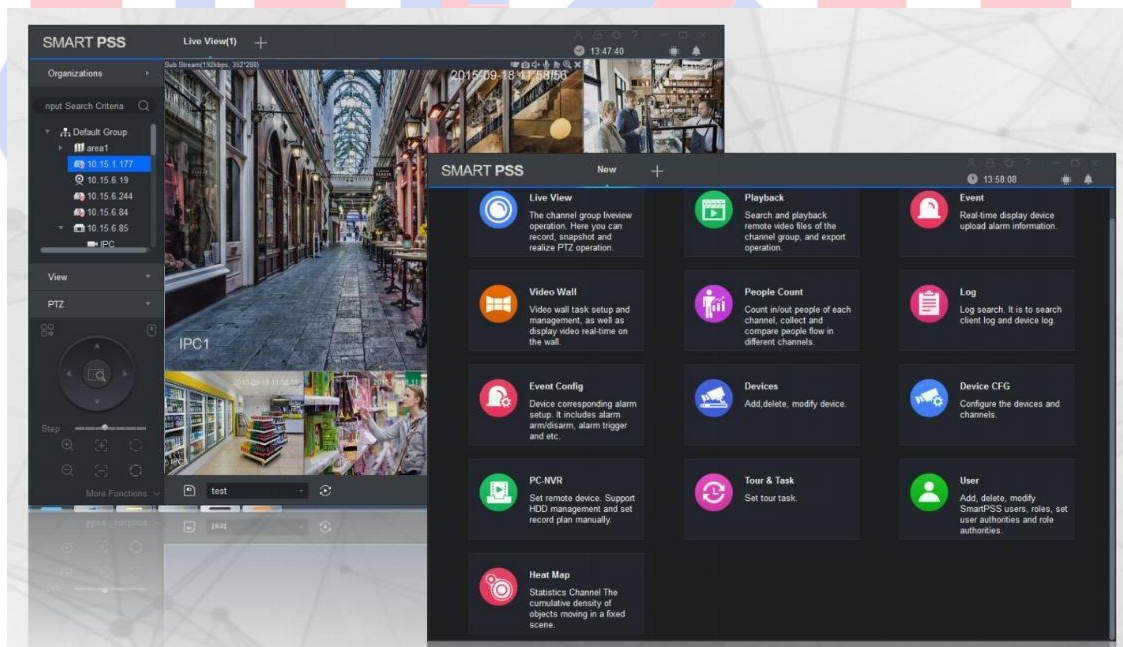 SMART PSS
Live View(1)
13:47:40
Organizations
nput Search Criteria
Default Group
area1
10.15.1.177
10.15.6.19
10.15.6.244
10.15.6.84
10.15.6.85
IPC
View
PTZ
Step
More Functions
Sub Stream(192kbps, 352*288)
2015-09-18 11:58:56
IPC1
test
SMART PSS
New
13:58:08
Live View
The channel group liveview
operation. Here you can
record, snapshot and
realize PTZ operation.
Playback
Search and playback
remote video files of the
channel group, and export
operation.
Event
Real-time display device
upload alarm information.
Video Wall
Video wall task setup and
management, as well as
display video real-time on
the wall.
People Count
Count in/out people of each
channel, collect and
compare people flow in
different channels.
Log
Log search. It is to search
client log and device log.
Event Config
Device corresponding alarm
setup. It includes alarm
arm/disarm, alarm trigger
and etc.
Devices
Add,delete, modify device.
Device CFG
Configure the devices and
channels.
PC-NVR
Set remote device. Support
HDD management and set
record plan manually.
Tour & Task
Set tour task.
User
Add, delete, modify
SmartPSS users, roles, set
user authorities and role
authorities.
Heat Map
Statistics Channel The
cumulative density of
objects moving in a fixed
scene.